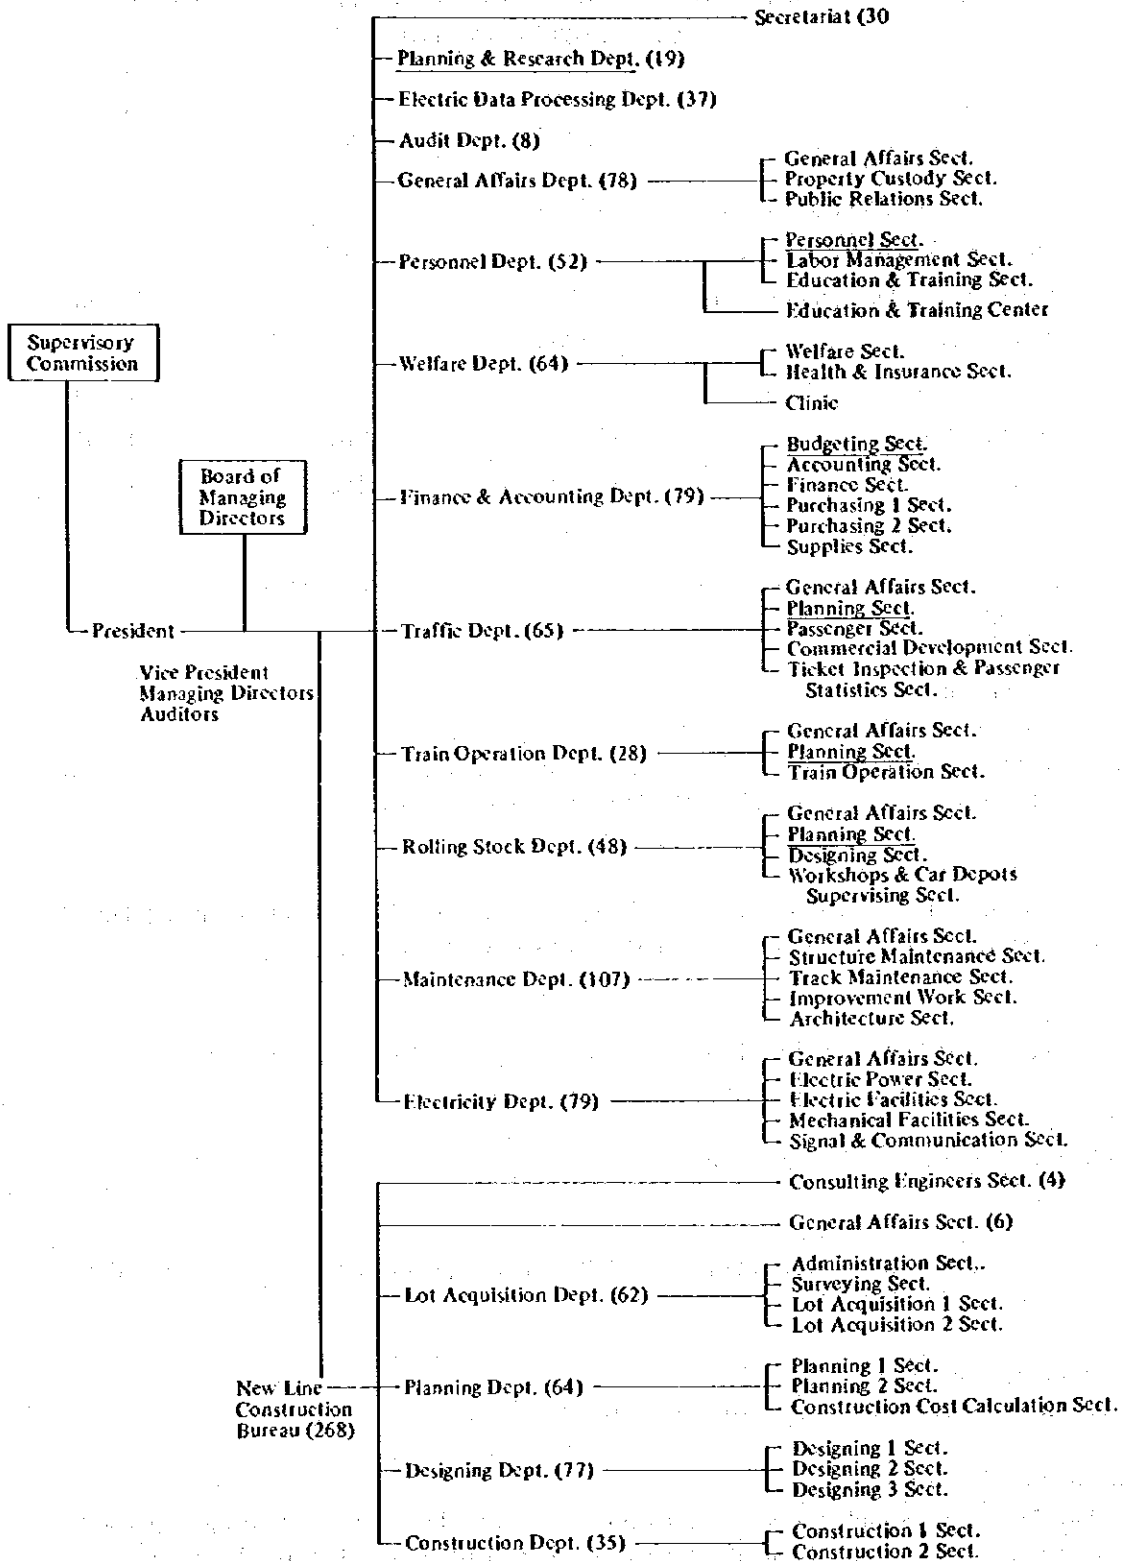 Secretariat (30
Planning & Research Dept. (19)
Electric Data Processing Dept. (37)
Audit Dept. (8)
General Affairs Dept. (78)
General Affairs Sect.
Property Custody Sect.
Public Relations Sect.
Personnel Dept. (52)
Personnel Sect.
Labor Management Sect.
Education & Training Sect.
Education & Training Center
Supervisory
Commission
Welfare Dept. (64)
Welfare Sect.
Health & Insurance Sect.
Clinic
Board of
Managing
Directors
Finance & Accounting Dept. (79)
Budgeting Sect.
Accounting Sect.
Finance Sect.
Purchasing 1 Sect.
Purchasing 2 Sect.
Supplies Sect.
President
Vice President
Managing Directors
Auditors
Traffic Dept. (65)
General Affairs Sect.
Planning Sect.
Passenger Sect.
Commercial Development Sect.
Ticket Inspection & Passenger
Statistics Sect.
Train Operation Dept. (28)
General Affairs Sect.
Planning Sect.
Train Operation Sect.
Rolling Stock Dept. (48)
General Affairs Sect.
Planning Sect.
Designing Sect.
Workshops & Car Depots
Supervising Sect.
Maintenance Dept. (107)
General Affairs Sect.
Structure Maintenance Sect.
Track Maintenance Sect.
Improvement Work Sect.
Architecture Sect.
Electricity Dept. (79)
General Affairs Sect.
Electric Power Sect.
Electric Facilities Sect.
Mechanical Facilities Sect.
Signal & Communication Sect.
Consulting Engineers Sect. (4)
General Affairs Sect. (6)
Lot Acquisition Dept. (62)
Administration Sect..
Surveying Sect.
Lot Acquisition 1 Sect.
Lot Acquisition 2 Sect.
New Line
Construction
Bureau (268)
Planning Dept. (64)
Planning 1 Sect.
Planning 2 Sect.
Construction Cost Calculation Sect.
Designing Dept. (77)
Designing 1 Sect.
Designing 2 Sect.
Designing 3 Sect.
Construction Dept. (35)
Construction 1 Sect.
Construction 2 Sect.